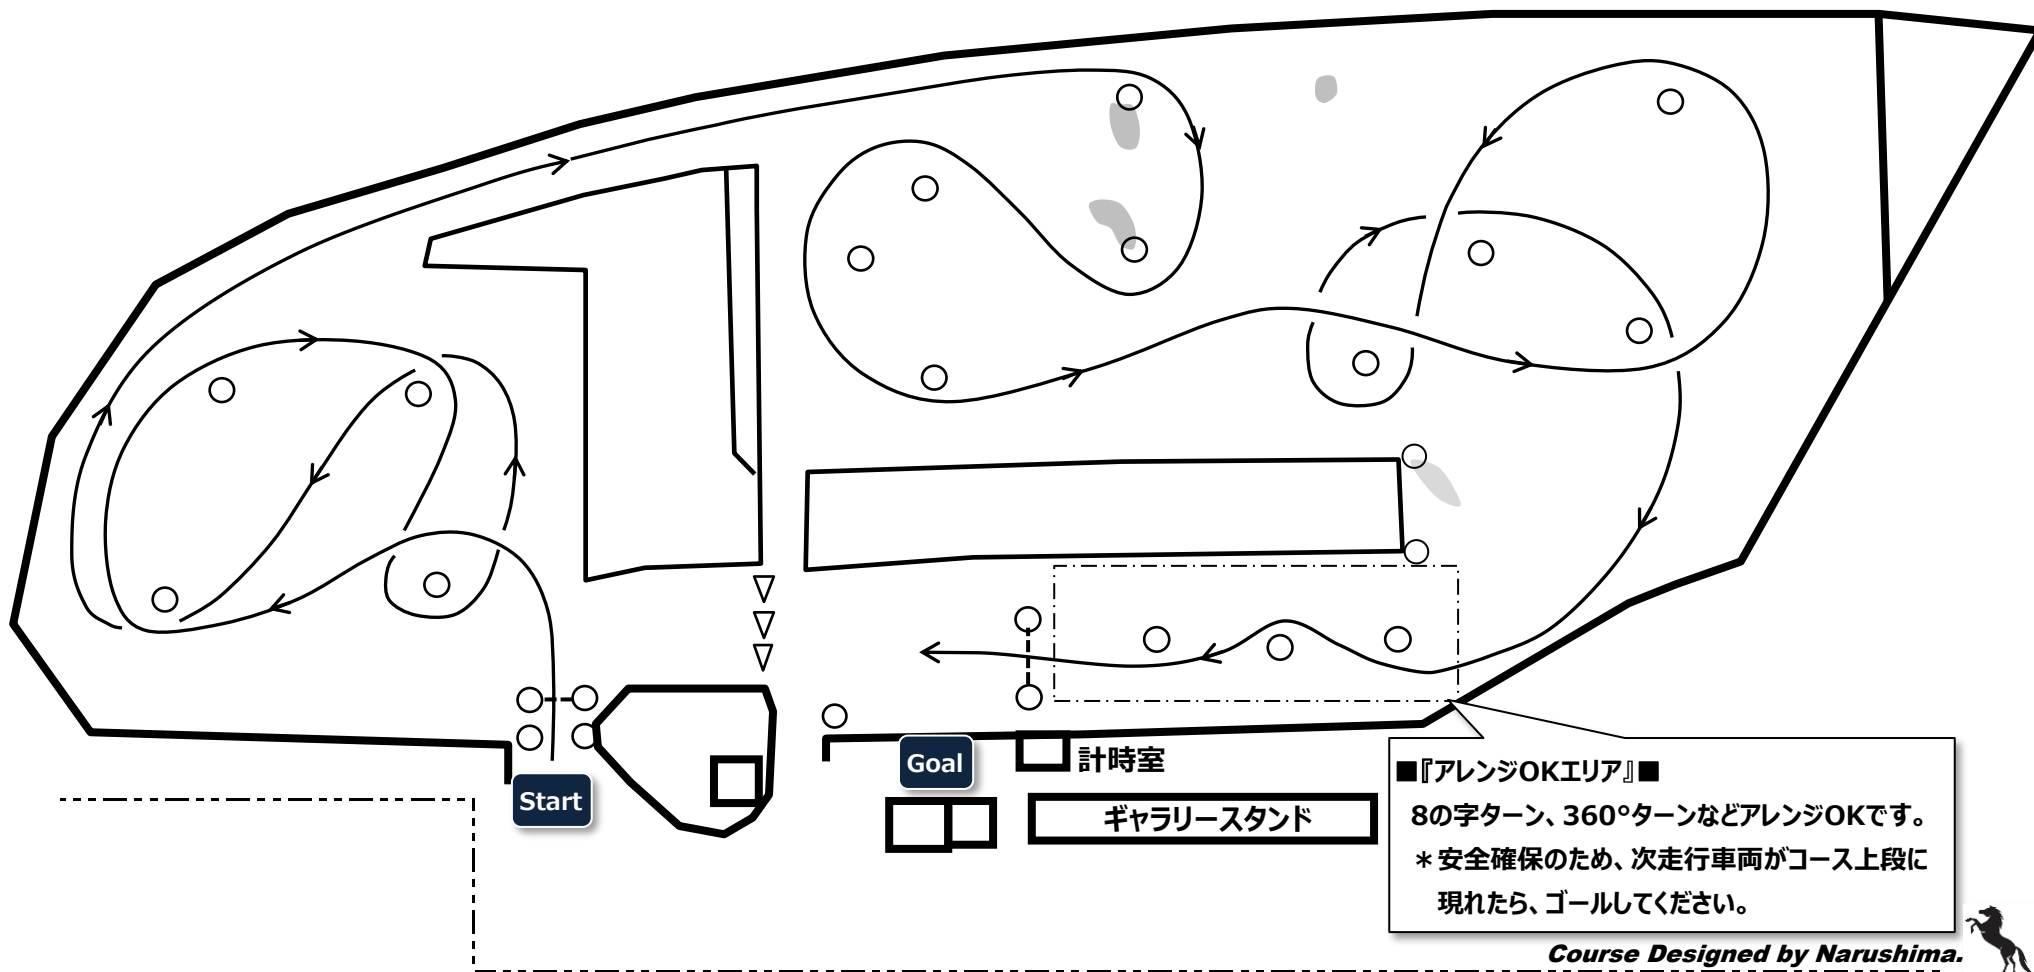 計時室
Goal
Start
ギャラリースタンド
■『アレンジOKエリア』■
8の字ターン、360°ターンなどアレンジOKです。
＊安全確保のため、次走行車両がコース上段に
現れたら、ゴールしてください。
Course Designed by Narushima.